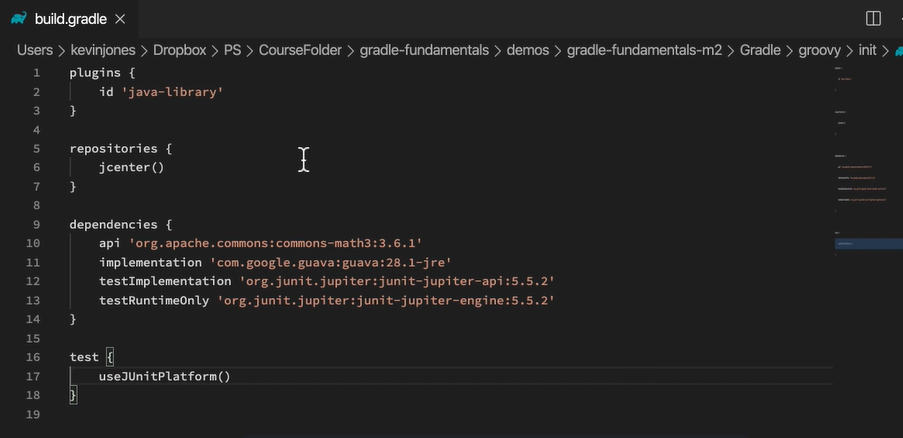 build.gradle
Users > kevinjones > Dropbox > PS > CourseFolder > gradle-fundamentals > demos > gradle-fundamentals-m2 > Gradle > groovy > init >
1 plugins {
2     id 'java-library'
3 }
4
5 repositories {
6     jcenter()
7 }
8
9 dependencies {
10     api 'org.apache.commons:commons-math3:3.6.1'
11     implementation 'com.google.guava:guava:28.1-jre'
12     testImplementation 'org.junit.jupiter:junit-jupiter-api:5.5.2'
13     testRuntimeOnly 'org.junit.jupiter:junit-jupiter-engine:5.5.2'
14 }
15
16 test {
17     useJUnitPlatform()
18 }
19